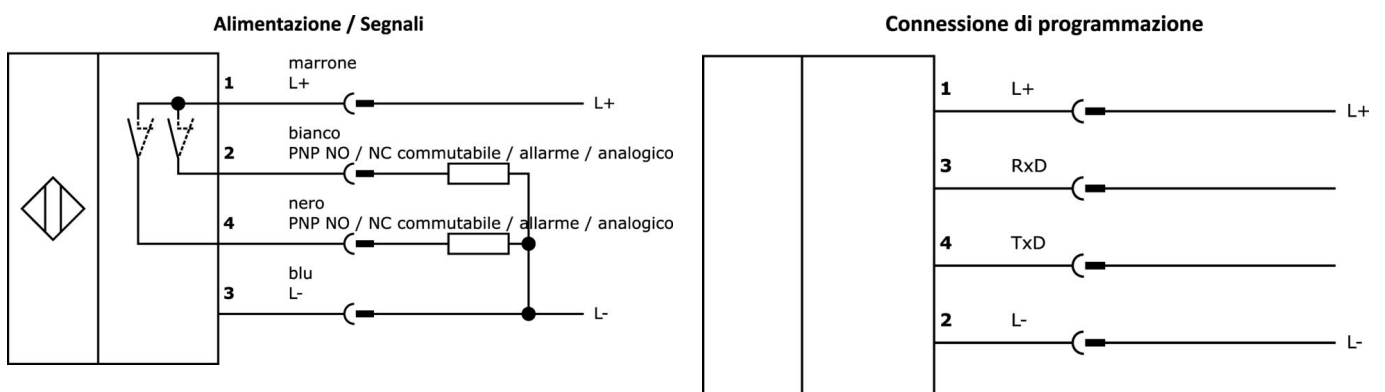 Alimentazione / Segnali
marrone
1 L+
L+
bianco
2 PNP NO / NC commutabile / allarme / analogico
nero
4 PNP NO / NC commutabile / allarme / analogico
blu
3 L-
L-
Connessione di programmazione
1 L+
L+
3 RxD
4 TxD
2 L-
L-